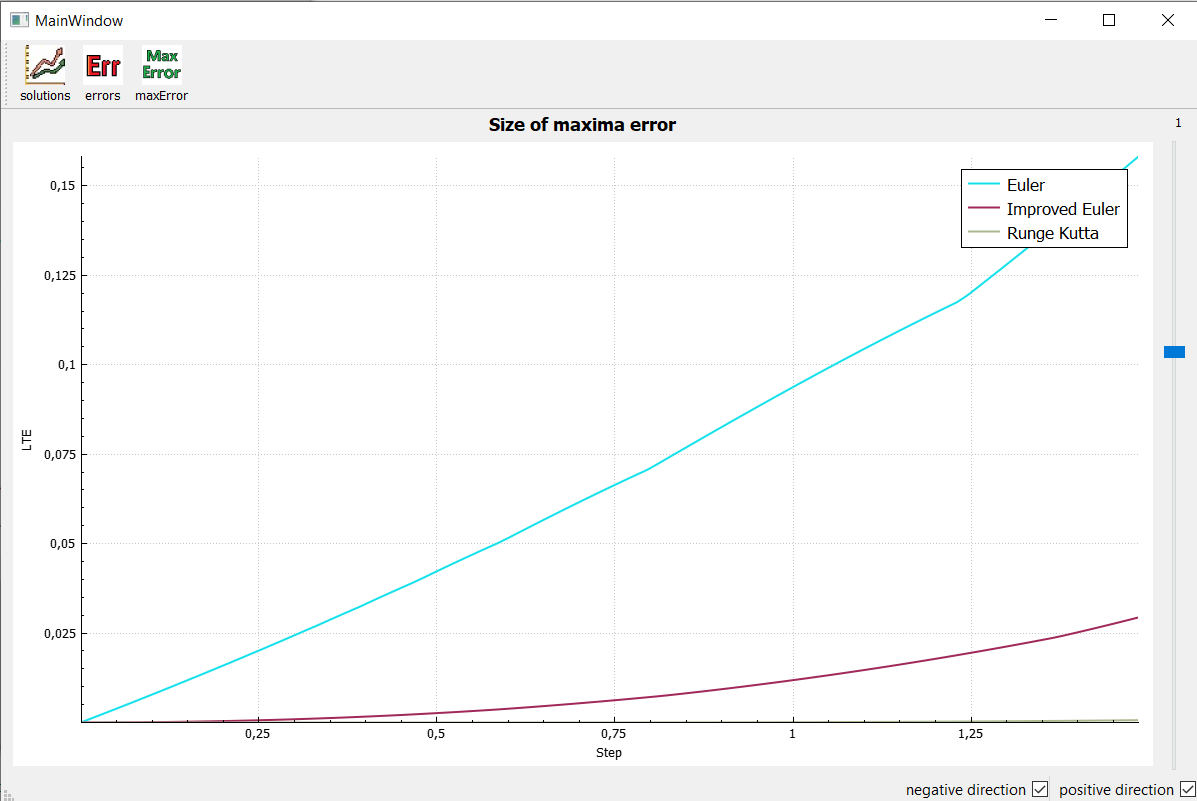 MainWindow
Err
Max
Error
solutions
errors
maxError
Size of maxima error
1
Euler
Improved Euler
Runge Kutta
0,15
0,125
0,1
0,075
0,05
0,025
LTE
0,25
0,5
0,75
1
1,25
Step
negative direction
positive direction